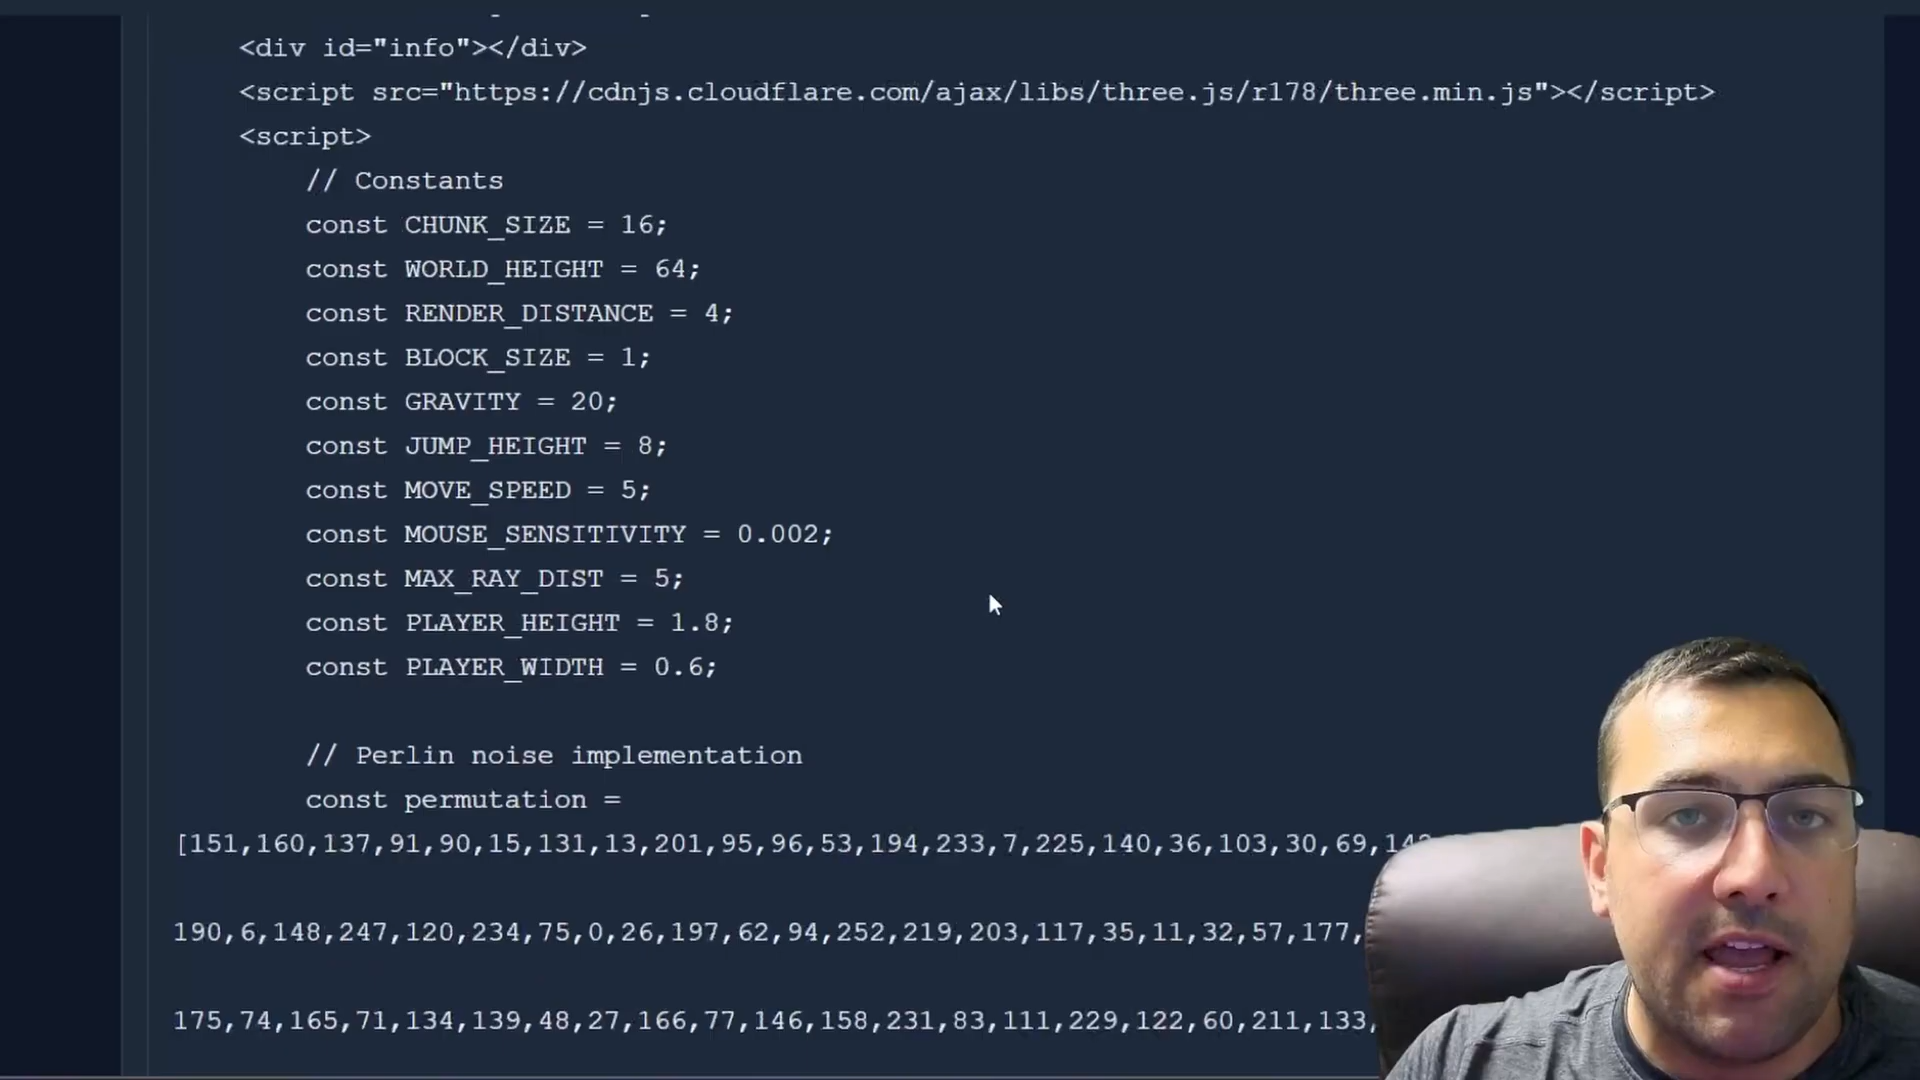 <div id="info"></div>
<script src="https://cdnjs.cloudflare.com/ajax/libs/three.js/r178/three.min.js"></script>
<script>
// Constants
const CHUNK_SIZE = 16;
const WORLD_HEIGHT = 64;
const RENDER_DISTANCE = 4;
const BLOCK_SIZE = 1;
const GRAVITY = 20;
const JUMP_HEIGHT = 8;
const MOVE_SPEED = 5;
const MOUSE_SENSITIVITY = 0.002;
const MAX_RAY_DIST = 5;
const PLAYER_HEIGHT = 1.8;
const PLAYER_WIDTH = 0.6;
// Perlin noise implementation
const permutation =
[151,160,137,91,90,15,131,13,201,95,96,53,194,233,7,225,140,36,103,30,69,
190,6,148,247,120,234,75,0,26,197,62,94,252,219,203,117,35,11,32,57,177,
175,74,165,71,134,139,48,27,166,77,146,158,231,83,111,229,122,60,211,133,